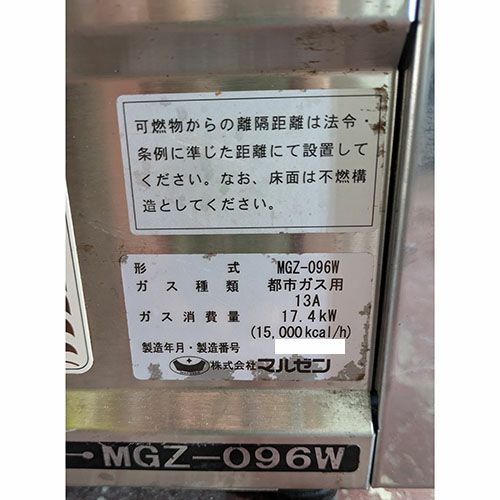 可燃物からの離隔距離は法令・
条例に準じた距離にて設置して
ください。なお、床面は不燃構
造としてください。
形式 MGZ-096W
ガス種類 都市ガス用
13A
ガス消費量 17.4kW
(15,000kcal/h)
製造年月・製造番号
株式会社マルゼン
MGZ-096W